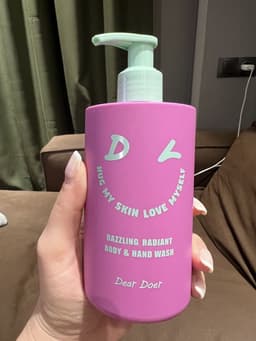 D L
HUG MY SKIN LOVE MYSELF
DAZZLING RADIANT
BODY & HAND WASH
Dear Doer